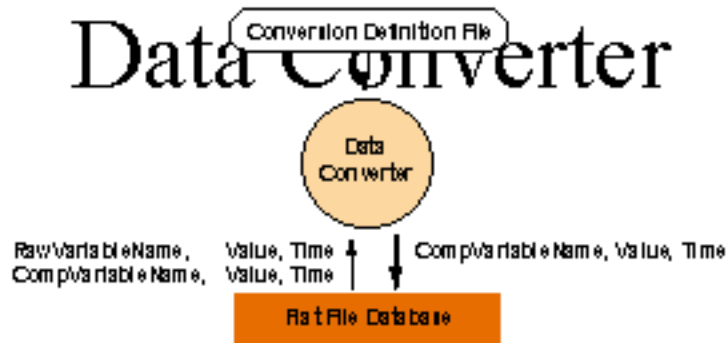 Conversion Definition File
Data Converter
Data
Converter
RawVariableName, Value, Time
CompVariableName, Value, Time
CompVariableName, Value, Time
Flat File Database